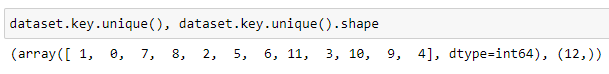 dataset.key.unique(), dataset.key.unique().shape
(array([ 1,  0,  7,  8,  2,  5,  6, 11,  3, 10,  9,  4], dtype=int64), (12,))